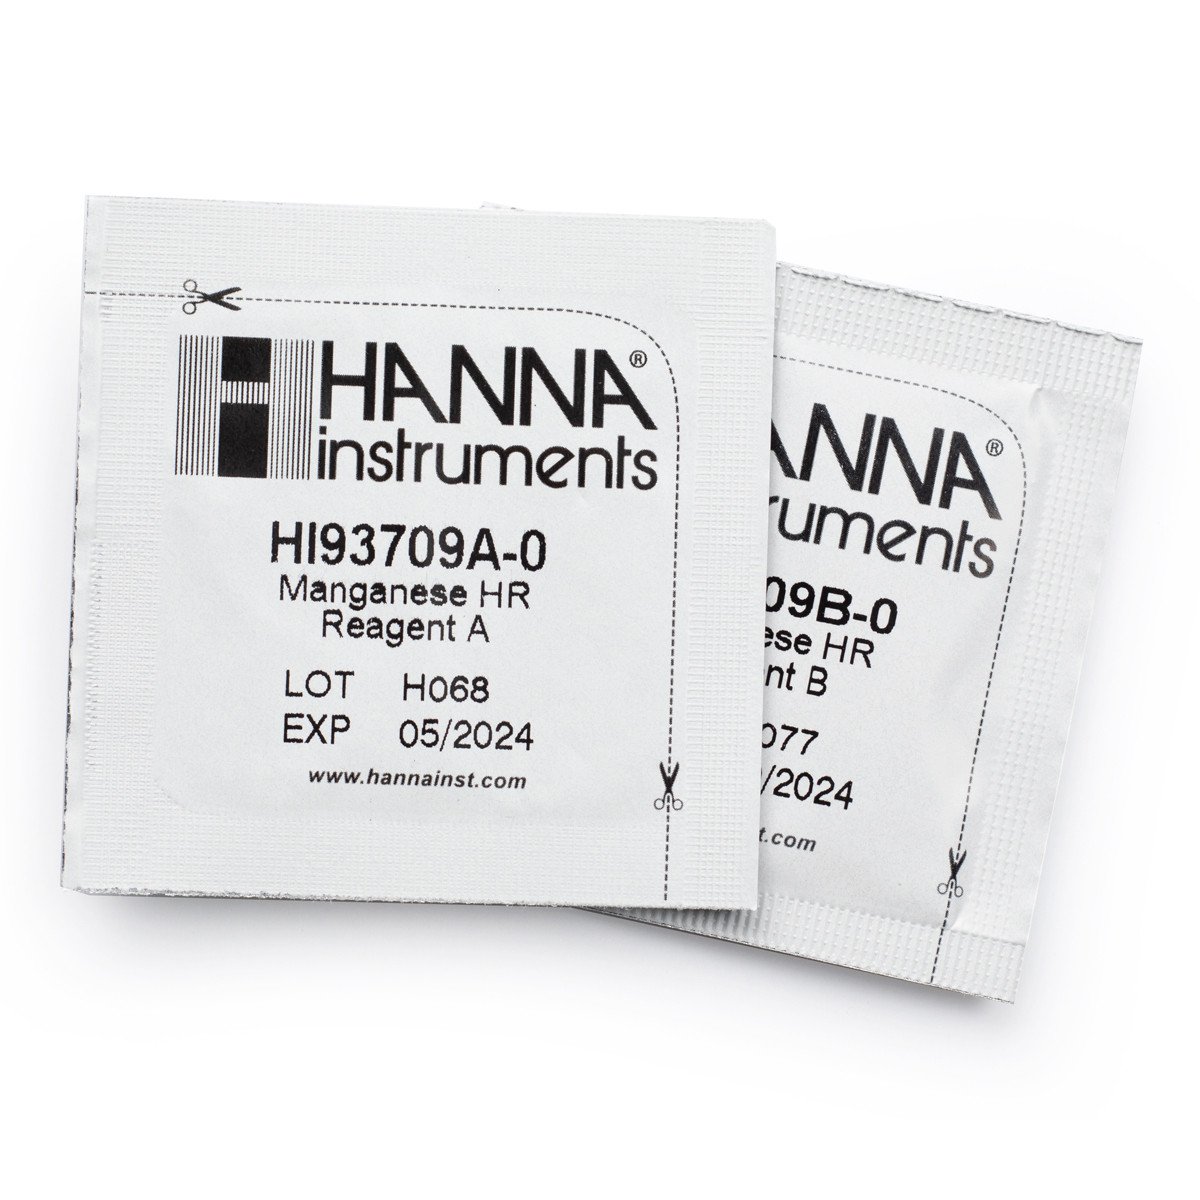 HANNA®
instruments
HI93709A-0
Manganese HR
Reagent A
LOT H068
EXP 05/2024
www.hannainst.com
ANNA®
uments
09B-0
ese HR
nt B
077
/2024
t.com